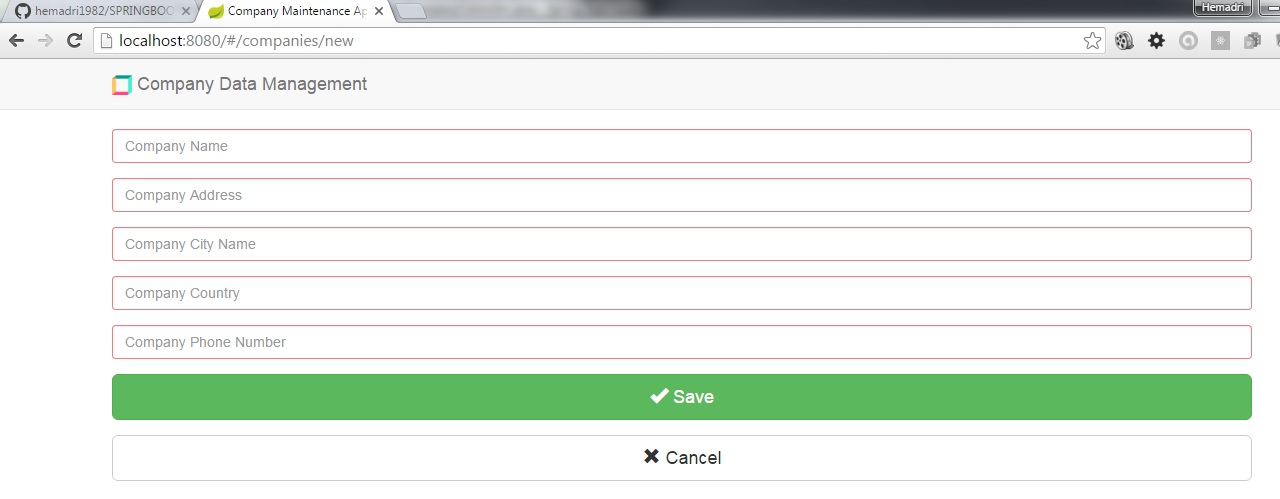 hemadri1982/SPRINGBOO
Company Maintenance Ap
Hemadri
localhost:8080/#/companies/new
Company Data Management
Company Name
Company Address
Company City Name
Company Country
Company Phone Number
Save
Cancel